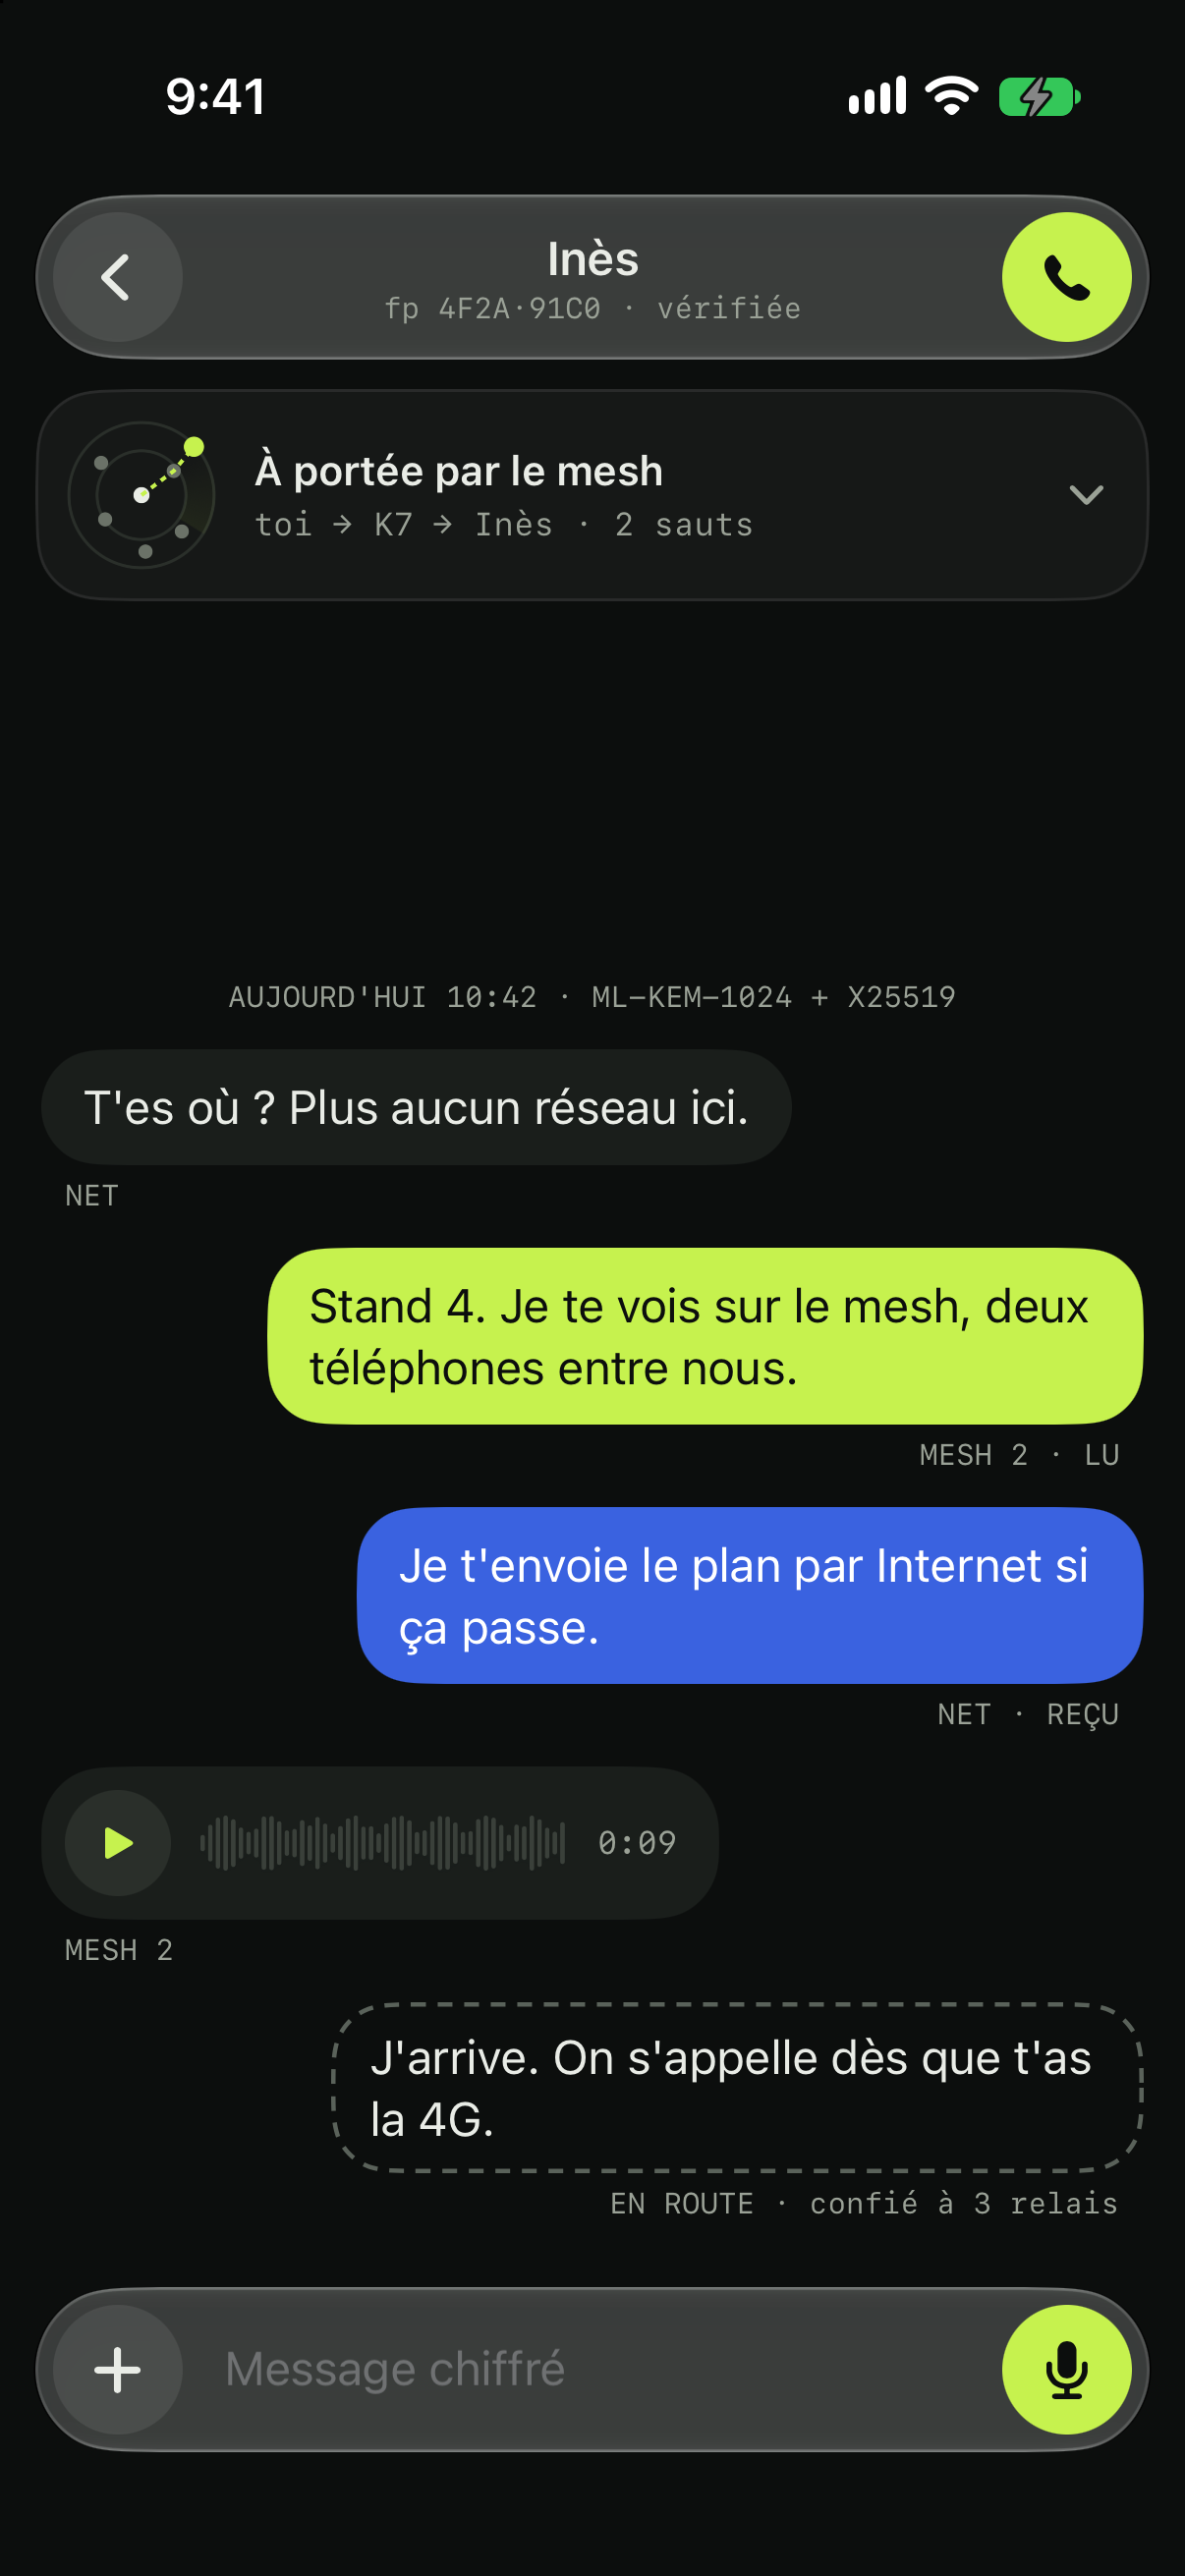 9:41
Inès
fp 4F2A·91C0 · vérifiée
À portée par le mesh
toi → K7 → Inès · 2 sauts
AUJOURD'HUI 10:42 · ML–KEM–1024 + X25519
T'es où ? Plus aucun réseau ici.
NET
Stand 4. Je te vois sur le mesh, deux
téléphones entre nous.
MESH 2 · LU
Je t'envoie le plan par Internet si
ça passe.
NET · REÇU
0:09
MESH 2
J'arrive. On s'appelle dès que t'as
la 4G.
EN ROUTE · confié à 3 relais
Message chiffré